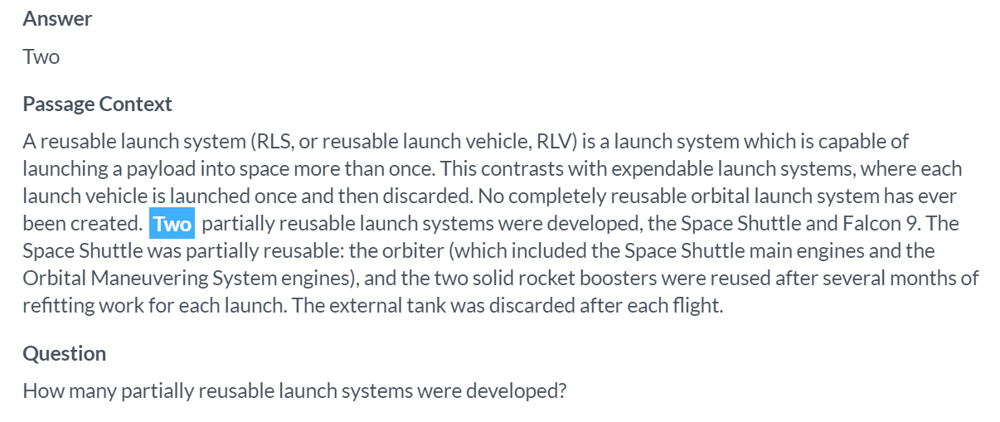 Answer
Two
Passage Context
A reusable launch system (RLS, or reusable launch vehicle, RLV) is a launch system which is capable of
launching a payload into space more than once. This contrasts with expendable launch systems, where each
launch vehicle is launched once and then discarded. No completely reusable orbital launch system has ever
been created. Two partially reusable launch systems were developed, the Space Shuttle and Falcon 9. The
Space Shuttle was partially reusable: the orbiter (which included the Space Shuttle main engines and the
Orbital Maneuvering System engines), and the two solid rocket boosters were reused after several months of
refitting work for each launch. The external tank was discarded after each flight.
Question
How many partially reusable launch systems were developed?